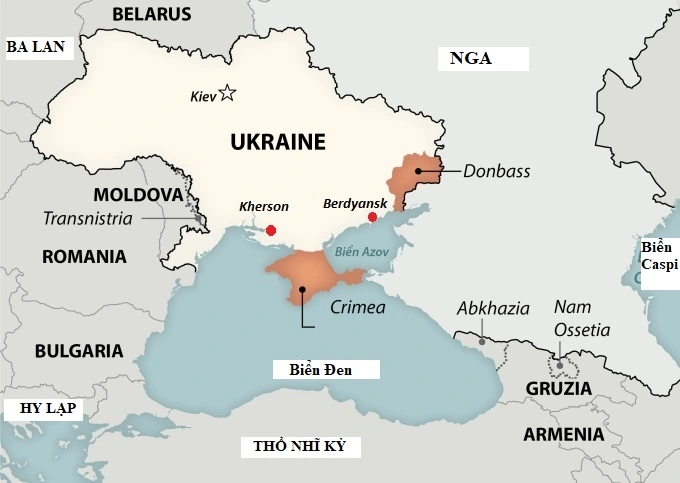 BELARUS
BA LAN
NGA
Kiev
UKRAINE
Donbass
MOLDOVA
Transnistria
Kherson
Berdyansk
ROMANIA
Biển Azov
Biển
Caspi
Crimea
Abkhazia
Nam
Ossetia
BULGARIA
Biển Đen
GRUZIA
HY LẠP
ARMENIA
THỔ NHĨ KỲ